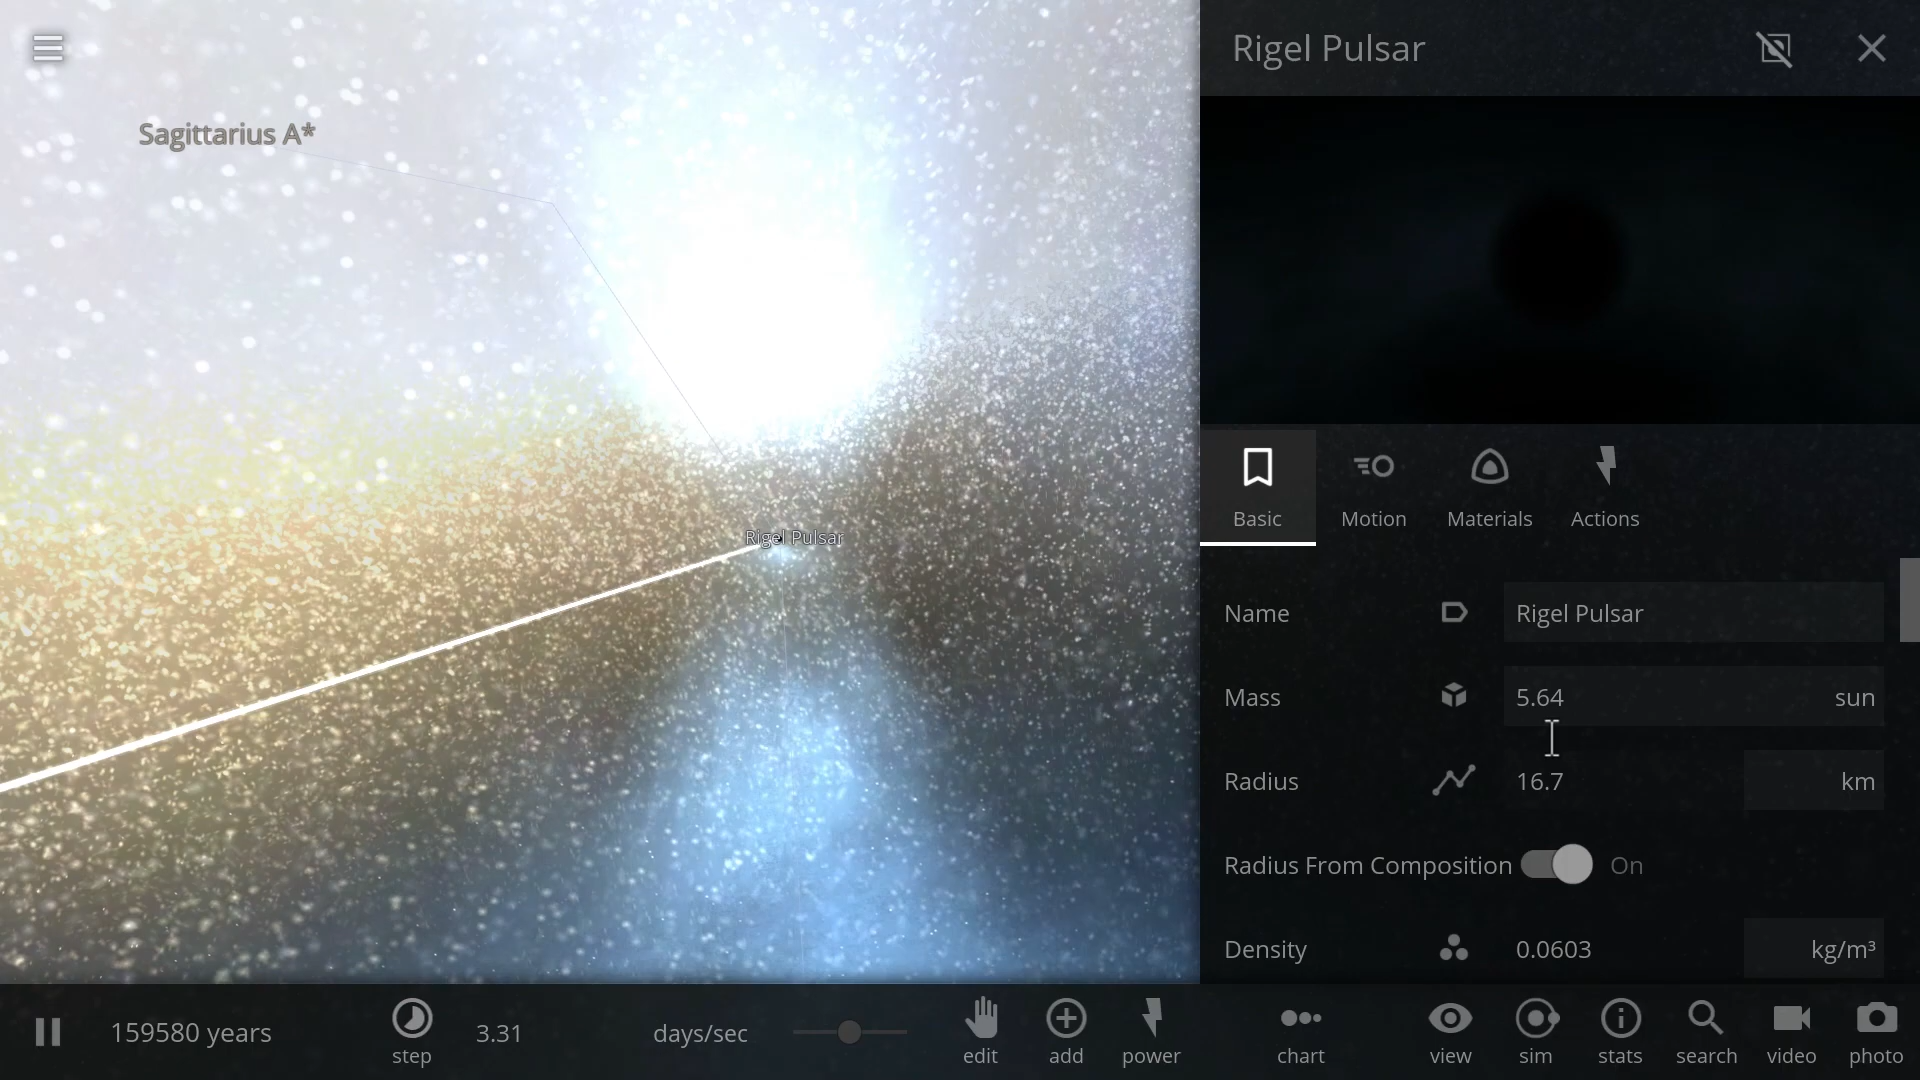 Rigel Pulsar
Sagittarius A*
Rigel Pulsar
Basic
Motion
Materials
Actions
Name Rigel Pulsar
Mass 5.64 sun
Radius 16.7 km
Radius From Composition On
Density 0.0603 kg/m³
159580 years
step
3.31 days/sec
edit
add
power
chart
view
sim
stats
search
video
photo